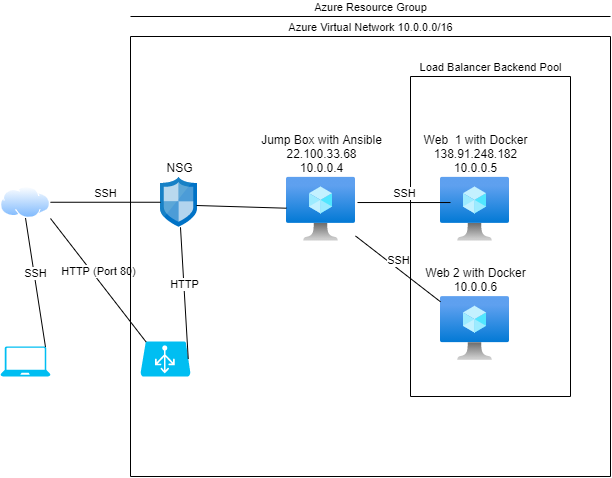 Azure Resource Group
Azure Virtual Network 10.0.0.0/16
Load Balancer Backend Pool
Jump Box with Ansible
22.100.33.68
10.0.0.4
Web  1 with Docker
138.91.248.182
10.0.0.5
NSG
SSH
SSH
SSH
Web 2 with Docker
10.0.0.6
SSH
HTTP (Port 80)
HTTP